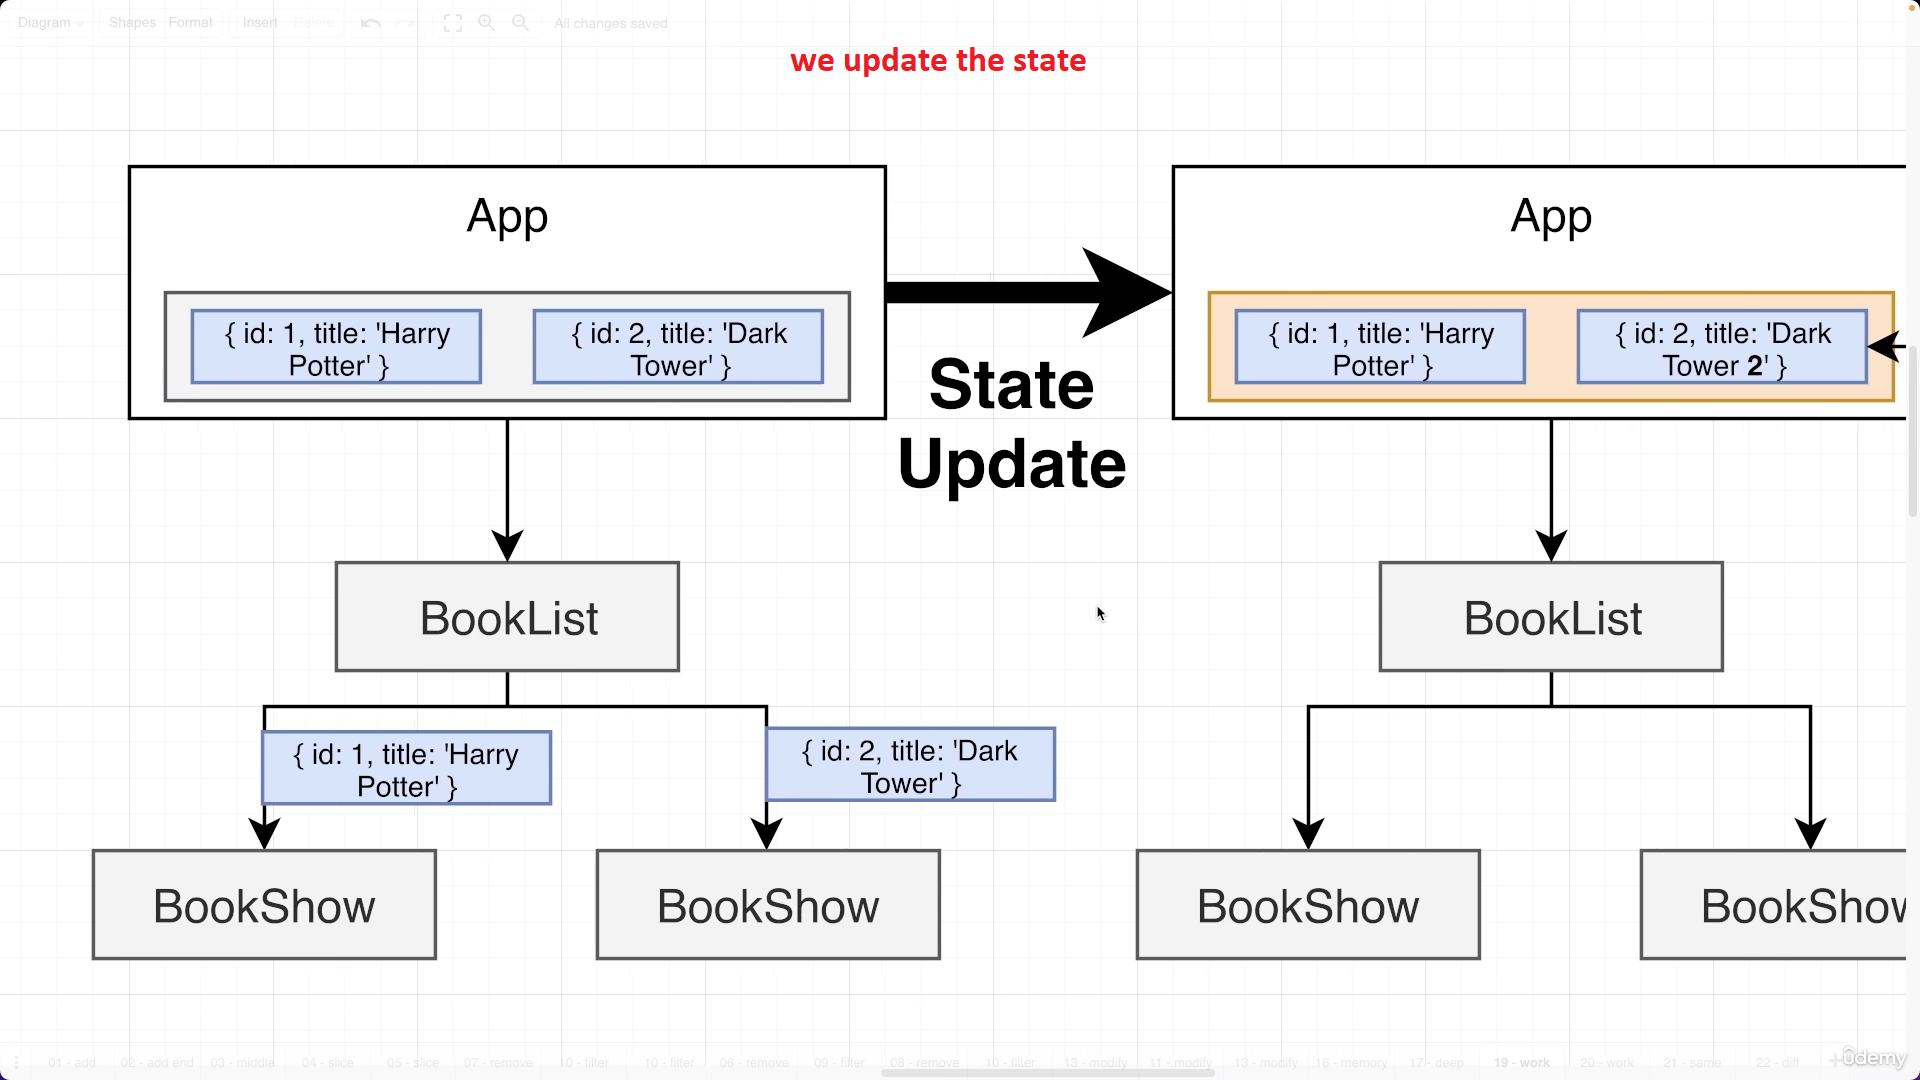 Diagram Shapes Format Insert Delete All changes saved
we update the state
App
{ id: 1, title: 'Harry
Potter' }
{ id: 2, title: 'Dark
Tower' }
State
Update
App
{ id: 1, title: 'Harry
Potter' }
{ id: 2, title: 'Dark
Tower 2' }
BookList
BookList
{ id: 1, title: 'Harry
Potter' }
{ id: 2, title: 'Dark
Tower' }
BookShow
BookShow
BookShow
BookShow
01 - add 02 - add end 03 - middle 04 - slice 05 - slice 07 - remove 10 - filter 10 - filter 06 - remove 09 - filter 08 - remove 10 - filter 13 - modify 11 - modify 13 - modify 16 - memory 17 - deep 19 - work 20 - work 21 - same 22 - diff
ûdemy